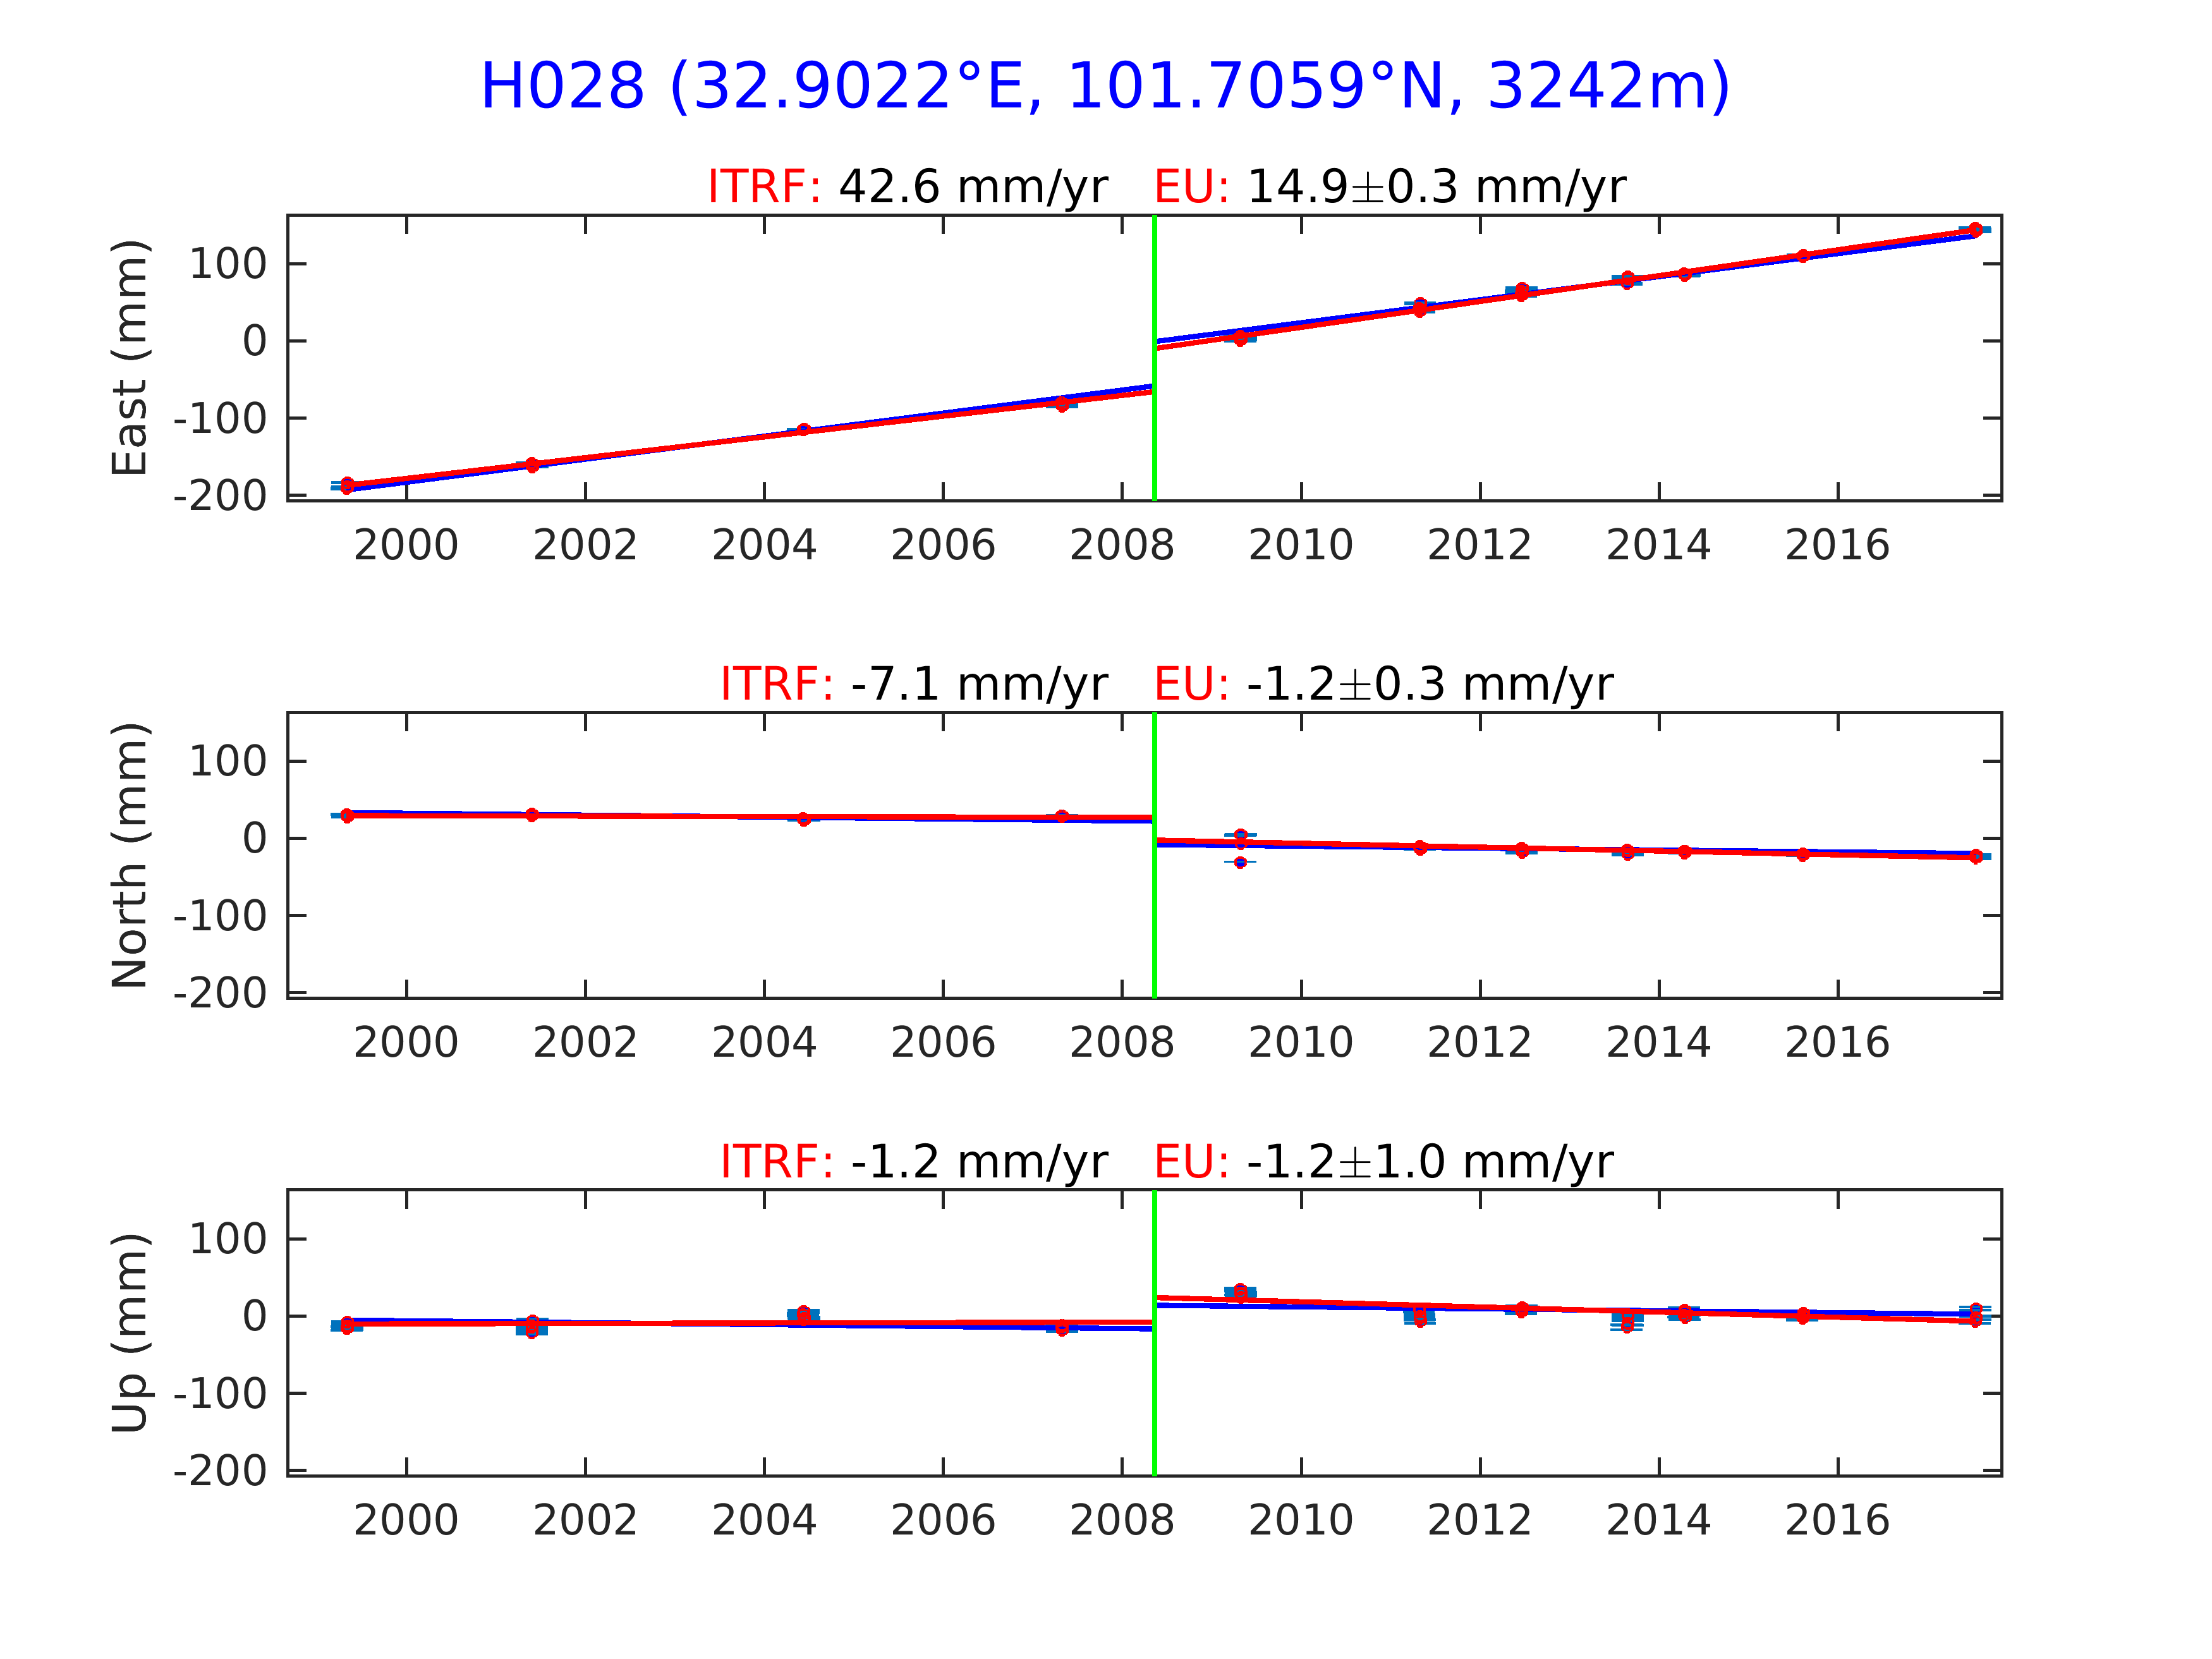 H028 (32.9022°E, 101.7059°N, 3242m)
ITRF: 42.6 mm/yr EU: 14.9±0.3 mm/yr
East (mm)
100
0
-100
-200
2000 2002 2004 2006 2008 2010 2012 2014 2016
ITRF: -7.1 mm/yr EU: -1.2±0.3 mm/yr
North (mm)
100
0
-100
-200
2000 2002 2004 2006 2008 2010 2012 2014 2016
ITRF: -1.2 mm/yr EU: -1.2±1.0 mm/yr
Up (mm)
100
0
-100
-200
2000 2002 2004 2006 2008 2010 2012 2014 2016